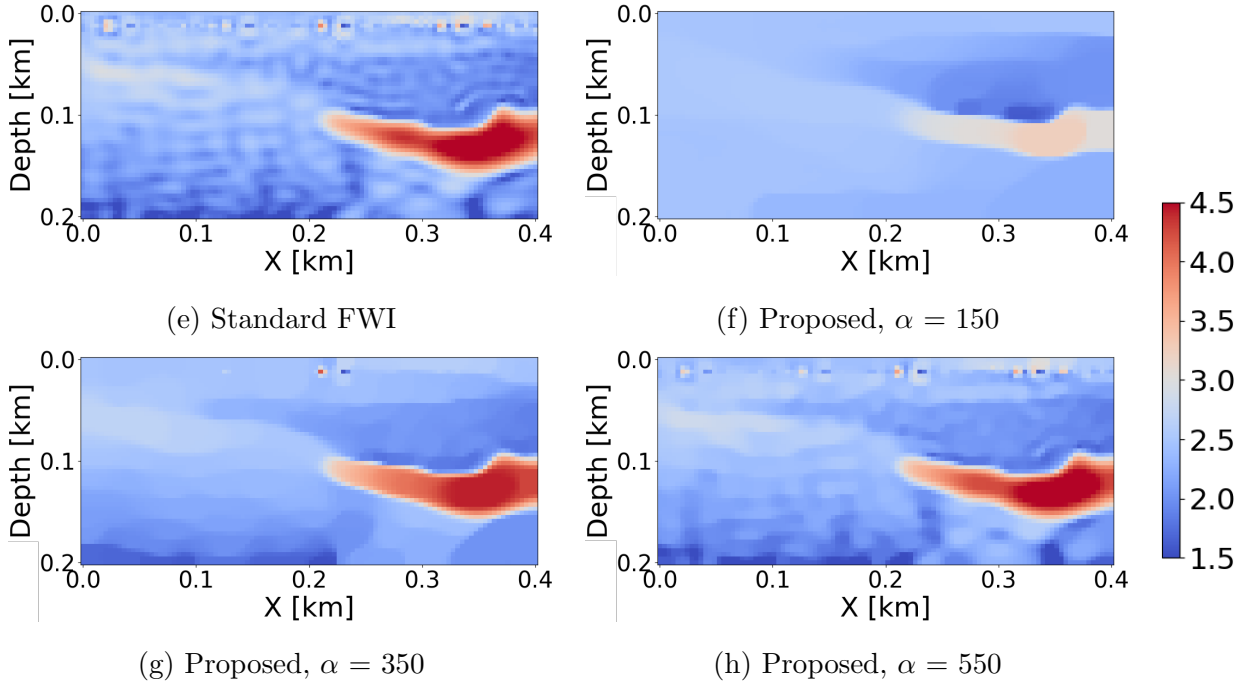 0.0
0.1
0.2
Depth [km]
0.0 0.1 0.2 0.3 0.4
X [km]
(e) Standard FWI
0.0
0.1
0.2
Depth [km]
0.0 0.1 0.2 0.3 0.4
X [km]
(f) Proposed, α = 150
0.0
0.1
0.2
Depth [km]
0.0 0.1 0.2 0.3 0.4
X [km]
(g) Proposed, α = 350
0.0
0.1
0.2
Depth [km]
0.0 0.1 0.2 0.3 0.4
X [km]
(h) Proposed, α = 550
4.5
4.0
3.5
3.0
2.5
2.0
1.5